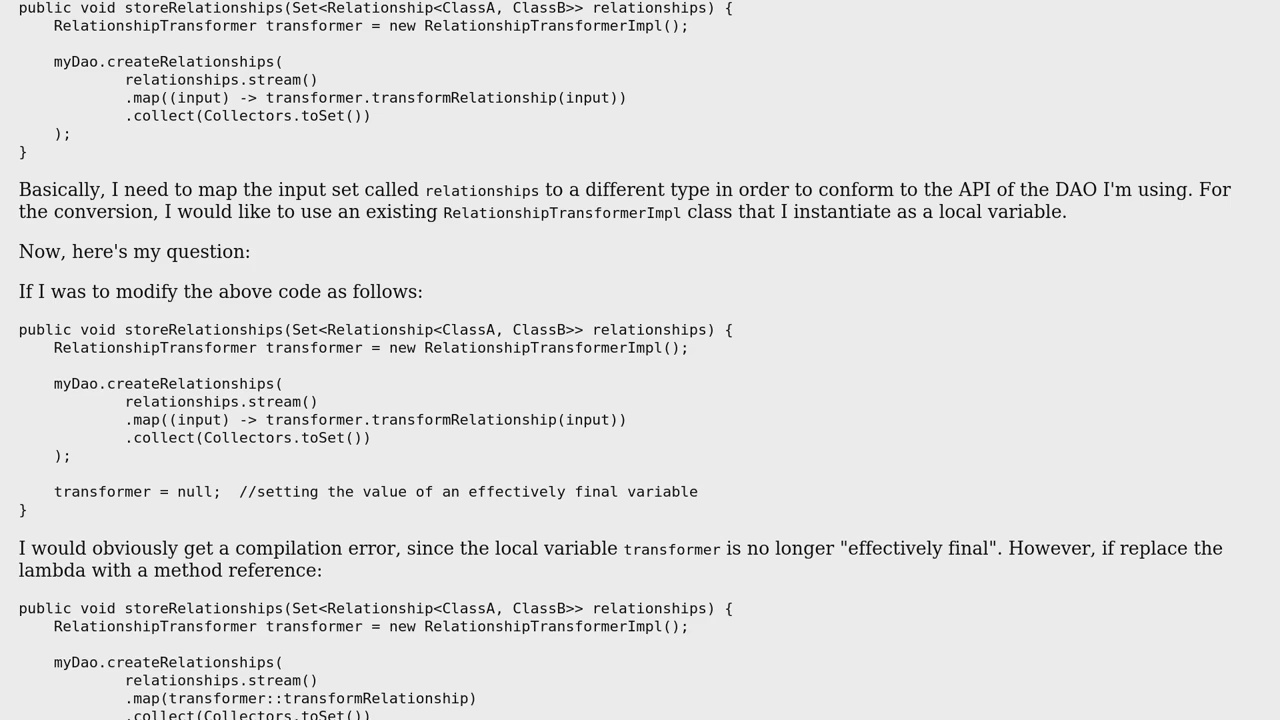 public void storeRelationships(Set<Relationship<ClassA, ClassB>> relationships) {
    RelationshipTransformer transformer = new RelationshipTransformerImpl();

    myDao.createRelationships(
            relationships.stream()
            .map((input) -> transformer.transformRelationship(input))
            .collect(Collectors.toSet())
    );
}
Basically, I need to map the input set called relationships to a different type in order to conform to the API of the DAO I'm using. For
the conversion, I would like to use an existing RelationshipTransformerImpl class that I instantiate as a local variable.
Now, here's my question:
If I was to modify the above code as follows:
public void storeRelationships(Set<Relationship<ClassA, ClassB>> relationships) {
    RelationshipTransformer transformer = new RelationshipTransformerImpl();

    myDao.createRelationships(
            relationships.stream()
            .map((input) -> transformer.transformRelationship(input))
            .collect(Collectors.toSet())
    );

    transformer = null;  //setting the value of an effectively final variable
}
I would obviously get a compilation error, since the local variable transformer is no longer "effectively final". However, if replace the
lambda with a method reference:
public void storeRelationships(Set<Relationship<ClassA, ClassB>> relationships) {
    RelationshipTransformer transformer = new RelationshipTransformerImpl();

    myDao.createRelationships(
            relationships.stream()
            .map(transformer::transformRelationship)
            .collect(Collectors.toSet())